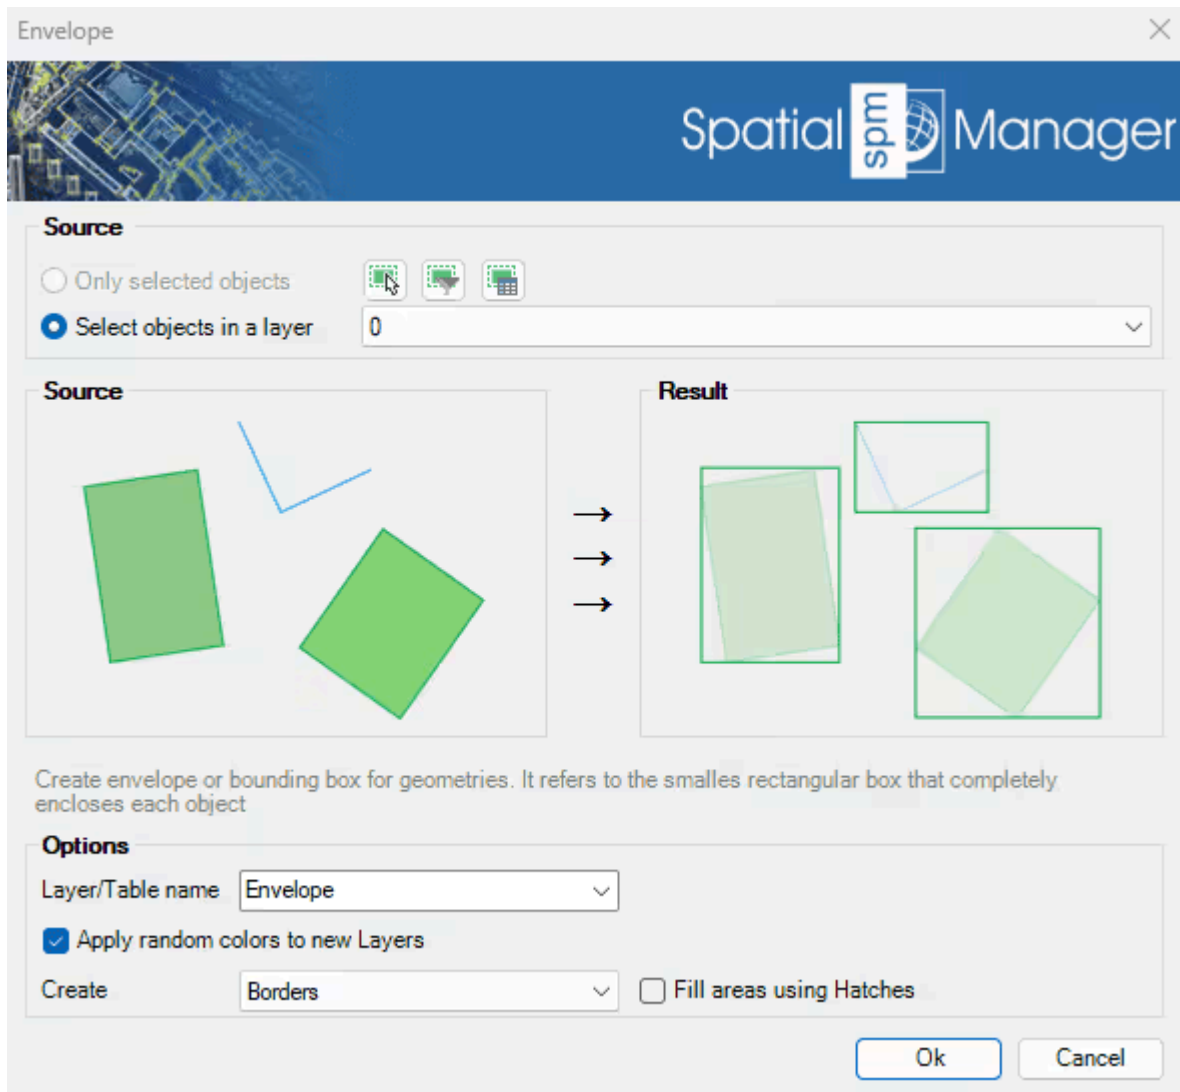 Envelope
Spatial spm Manager
Source
Only selected objects
Select objects in a layer 0
Source Result
Create envelope or bounding box for geometries. It refers to the smalles rectangular box that completely
encloses each object
Options
Layer/Table name Envelope
Apply random colors to new Layers
Create Borders Fill areas using Hatches
Ok Cancel